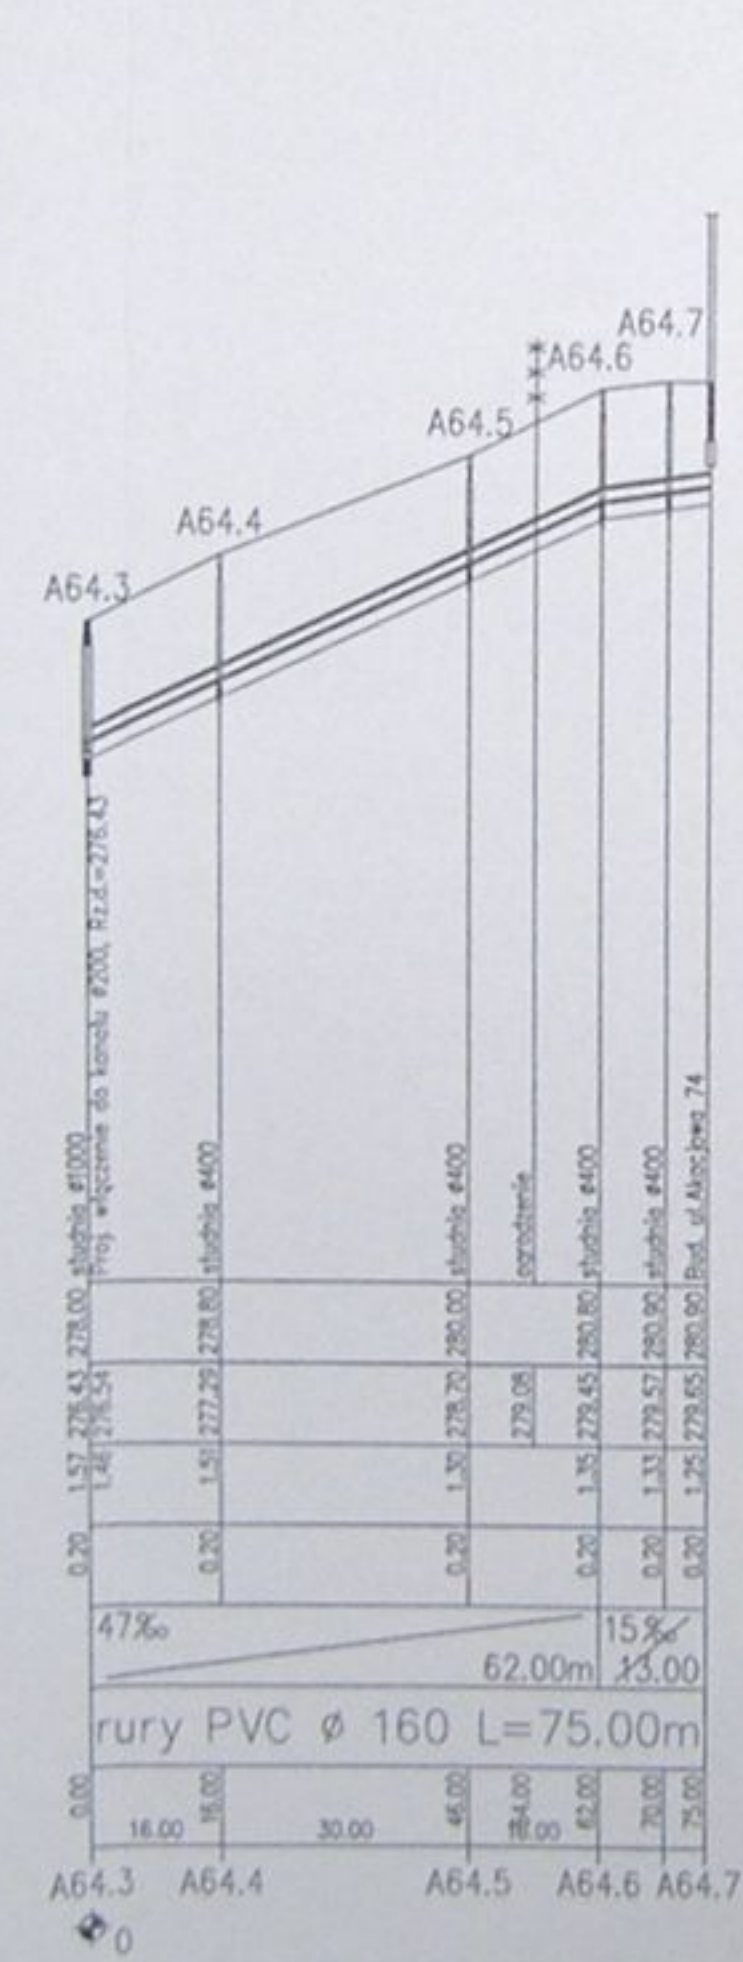 A64.7
A64.6
A64.5
A64.4
A64.3
Proj. włączenie do kanału ø200, Rz.d.=276.43
studnia ø1000
studnia ø400
studnia ø400
ogrodzenie
studnia ø400
studnia ø400
Bud. ul.Akacjowa 74
278.00 278.80 280.00 280.80 280.90 280.90
276.43 276.54 277.29 278.70 279.08 279.45 279.57 279.65
1.57 1.46 1.51 1.30 1.35 1.33 1.25
0.20 0.20 0.20 0.20 0.20 0.20
47‰ 15‰
62.00m 13.00
rury PVC ø 160 L=75.00m
0.00 16.00 46.00 62.00 70.00 75.00
16.00 30.00
A64.3 A64.4 A64.5 A64.6 A64.7
0